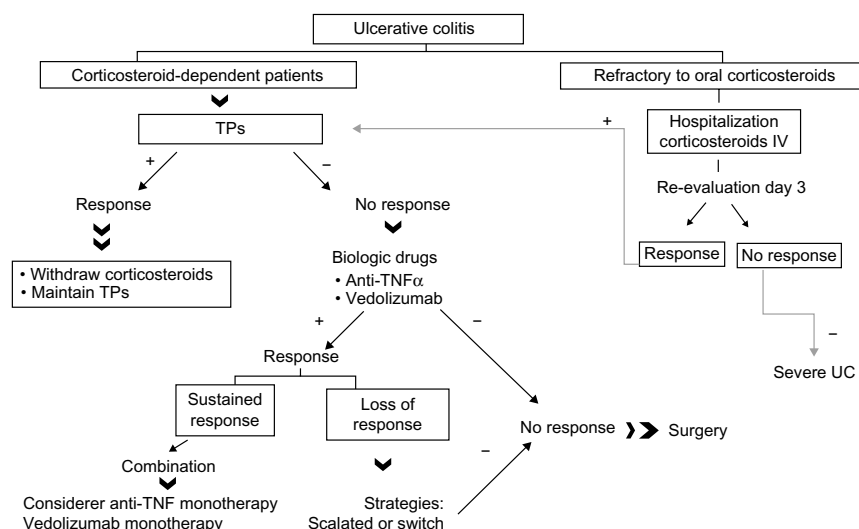 Ulcerative colitis
Corticosteroid-dependent patients
Refractory to oral corticosteroids
TPs
+
Hospitalization
corticosteroids IV
+
–
Re-evaluation day 3
Response
No response
Response
No response
• Withdraw corticosteroids
• Maintain TPs
Biologic drugs
• Anti-TNFα
• Vedolizumab
+
–
–
Response
Severe UC
Sustained
response
Loss of
response
No response
Surgery
–
Combination
Considerer anti-TNF monotherapy
Vedolizumab monotherapy
Strategies:
Scalated or switch